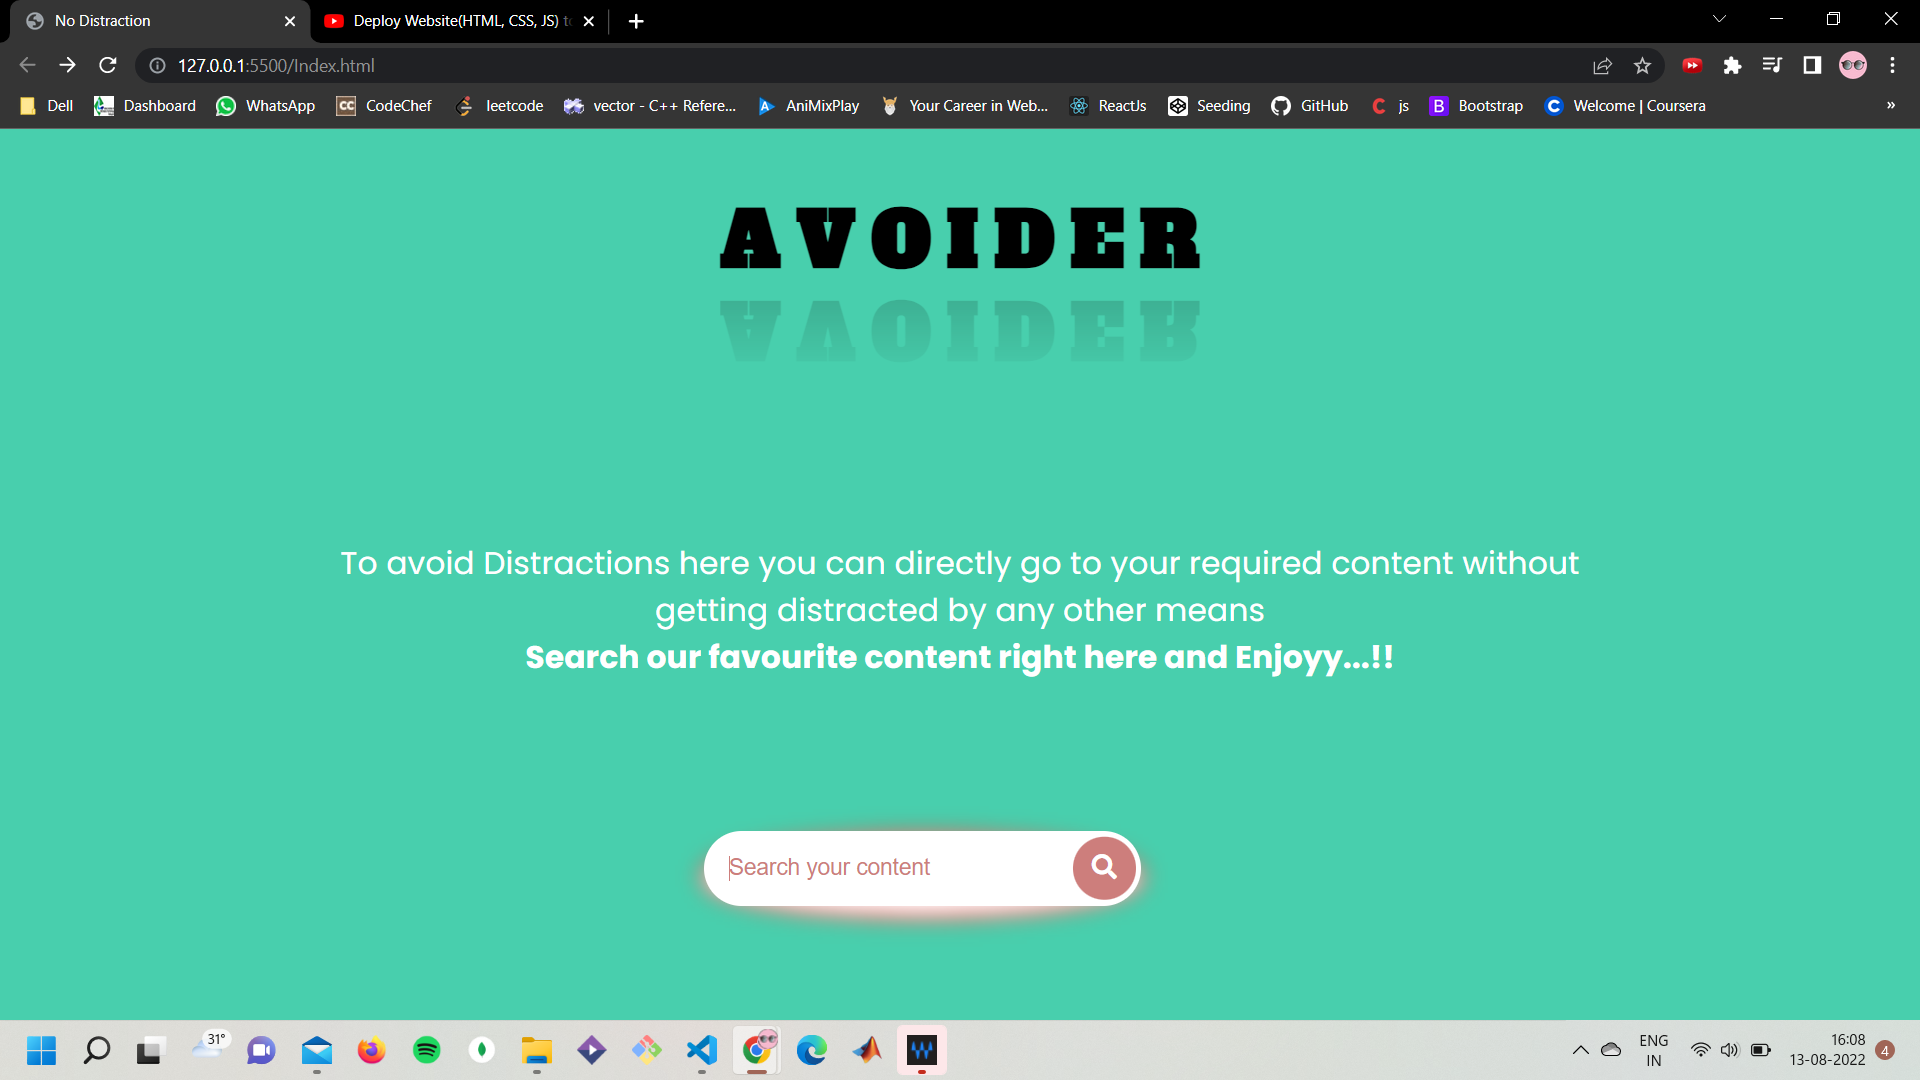 No Distraction
Deploy Website(HTML, CSS, JS)
127.0.0.1:5500/Index.html
Dell
Dashboard
WhatsApp
CC
CodeChef
leetcode
vector - C++ Refere...
AniMixPlay
Your Career in Web...
ReactJs
Seeding
GitHub
js
B
Bootstrap
Welcome | Coursera
»
AVOIDER
AVOIDER
To avoid Distractions here you can directly go to your required content without
getting distracted by any other means
Search our favourite content right here and Enjoyy...!!
Search your content
31°
ENG
IN
16:08
13-08-2022
4